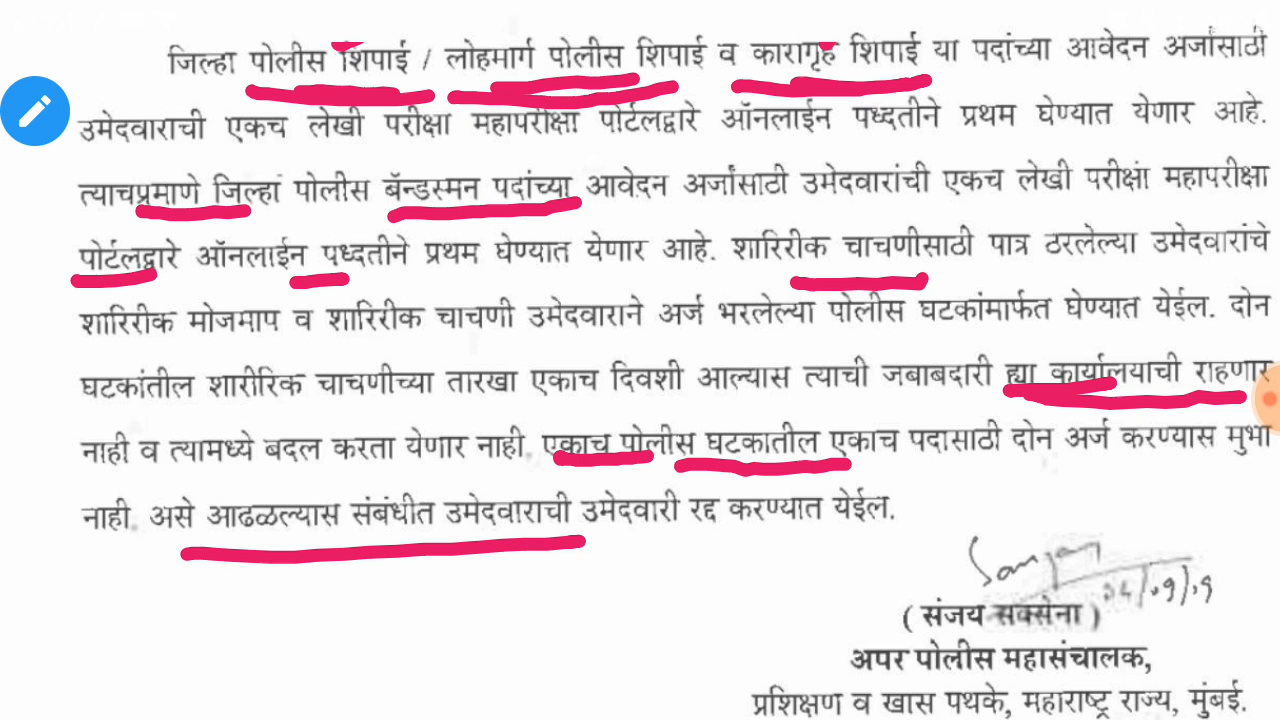 जिल्हा पोलीस शिपाई / लोहमार्ग पोलीस शिपाई व कारागृह शिपाई या पदांच्या आवेदन अर्जांसाठी
उमेदवाराची एकच लेखी परीक्षा महापरीक्षा पोर्टलद्वारे ऑनलाईन पध्दतीने प्रथम घेण्यात येणार आहे.
त्याचप्रमाणे जिल्हा पोलीस बॅन्डस्मन पदांच्या आवेदन अर्जांसाठी उमेदवारांची एकच लेखी परीक्षा महापरीक्षा
पोर्टलद्वारे ऑनलाईन पध्दतीने प्रथम घेण्यात येणार आहे. शारिरीक चाचणीसाठी पात्र ठरलेल्या उमेदवारांचे
शारिरीक मोजमाप व शारिरीक चाचणी उमेदवाराने अर्ज भरलेल्या पोलीस घटकांमार्फत घेण्यात येईल. दोन
घटकांतील शारीरिक चाचणीच्या तारखा एकाच दिवशी आल्यास त्याची जबाबदारी ह्या कार्यालयाची राहणार
नाही व त्यामध्ये बदल करता येणार नाही. एकाच पोलीस घटकातील एकाच पदासाठी दोन अर्ज करण्यास मुभा
नाही. असे आढळल्यास संबंधीत उमेदवाराची उमेदवारी रद्द करण्यात येईल.
( संजय सक्सेना )
अपर पोलीस महासंचालक,
प्रशिक्षण व खास पथके, महाराष्ट्र राज्य, मुंबई.